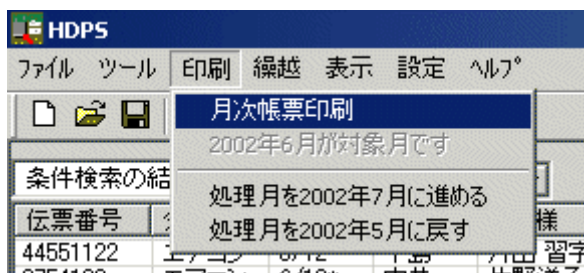 HDPS
ファイル ツール 印刷 繰越 表示 設定 ヘルプ
月次帳票印刷
2002年6月が対象月です
条件検索の結
処理月を2002年7月に進める
処理月を2002年5月に戻す
伝票番号 様
44551122